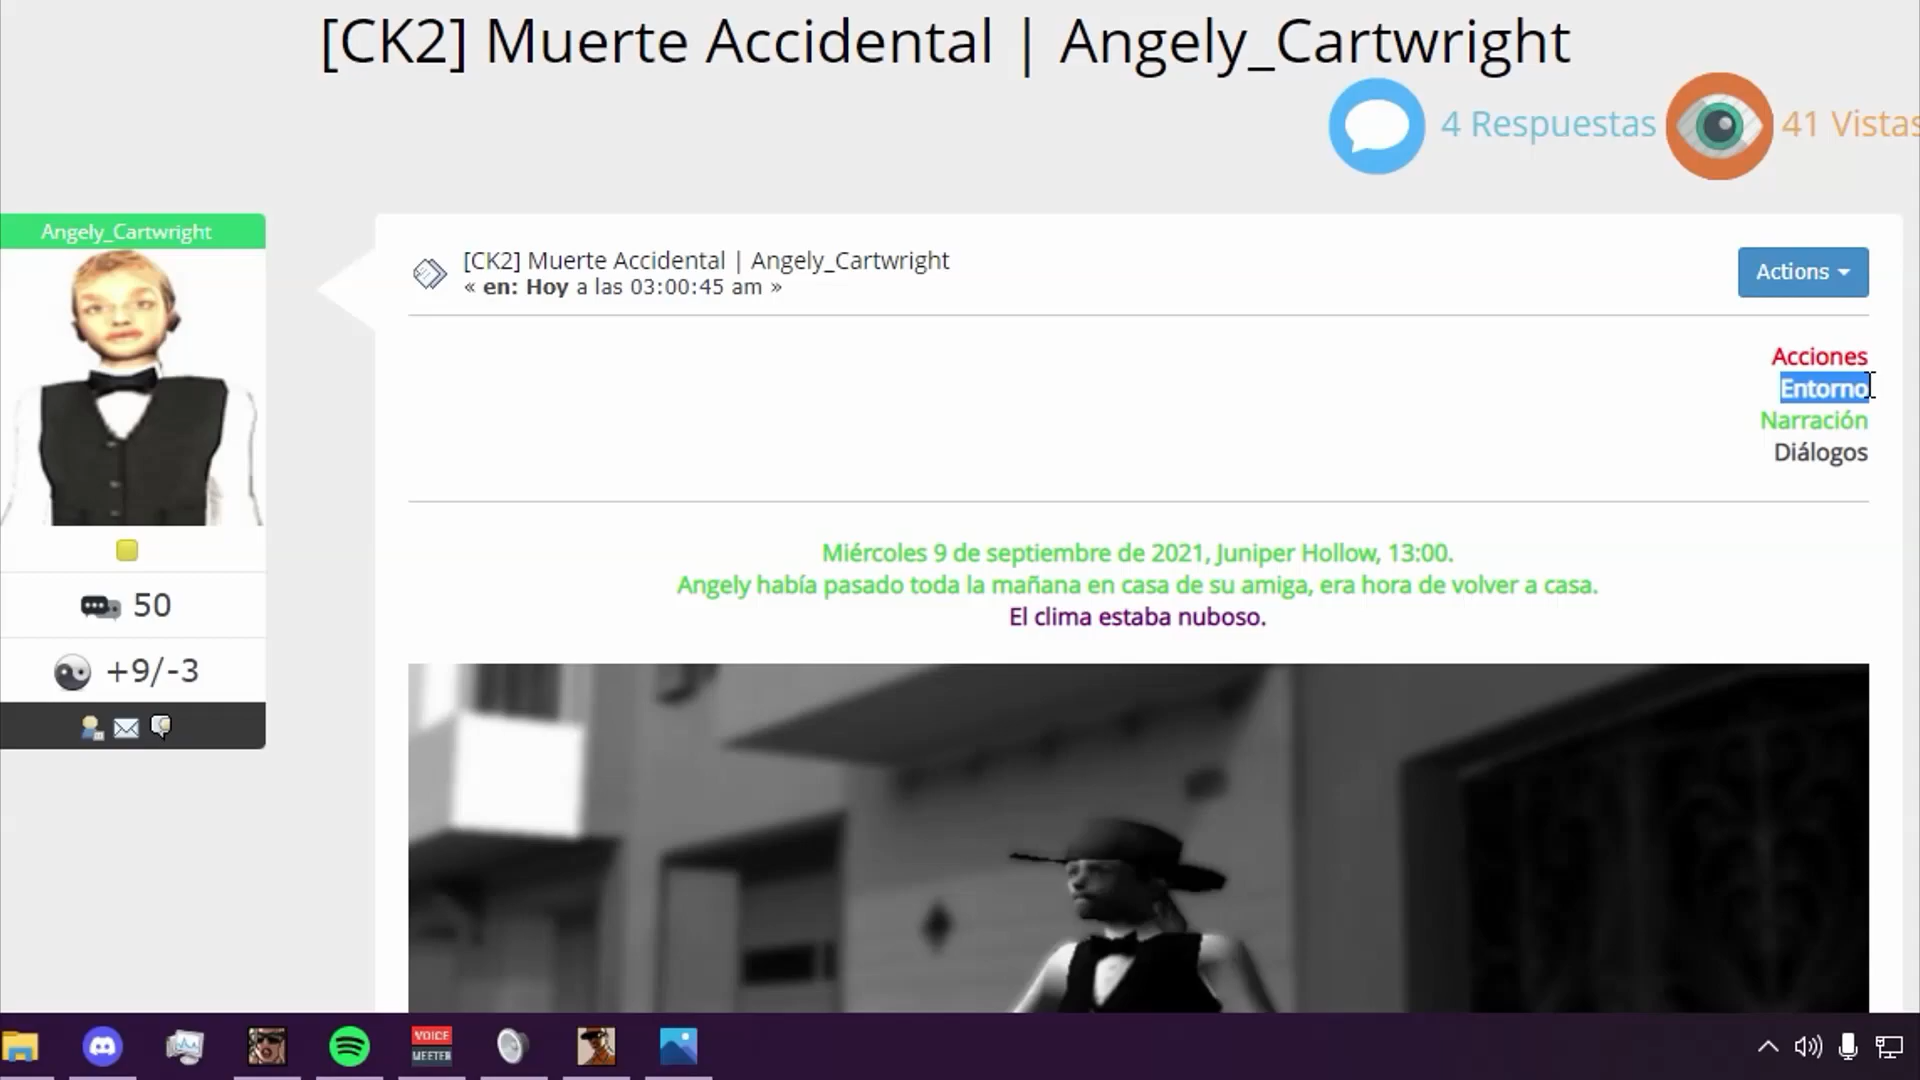 [CK2] Muerte Accidental | Angely_Cartwright
4 Respuestas
41 Vistas
Angely_Cartwright
[CK2] Muerte Accidental | Angely_Cartwright
« en: Hoy a las 03:00:45 am »
Actions
Acciones
Entorno
Narración
Diálogos
Miércoles 9 de septiembre de 2021, Juniper Hollow, 13:00.
Angely había pasado toda la mañana en casa de su amiga, era hora de volver a casa.
El clima estaba nuboso.
50
+9/-3
VOICE
MEETER